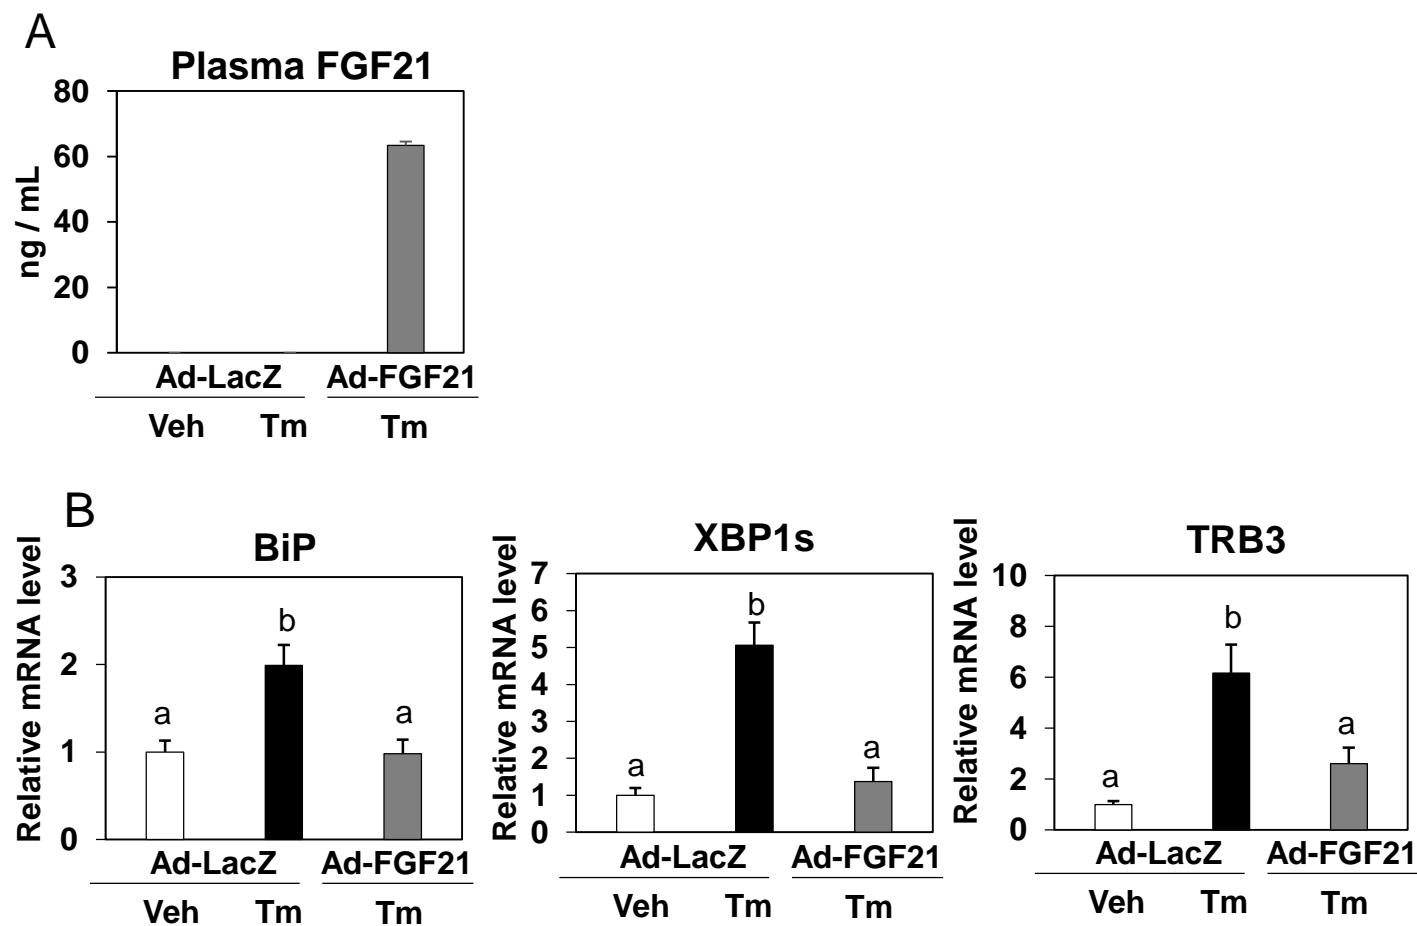 A
Plasma FGF21
ng / mL
80
60
40
20
0
Ad-LacZ Ad-FGF21
Veh Tm Tm
B
BiP
Relative mRNA level
3
2
1
0
a b a
Ad-LacZ Ad-FGF21
Veh Tm Tm
XBP1s
Relative mRNA level
7
6
5
4
3
2
1
0
a b a
Ad-LacZ Ad-FGF21
Veh Tm Tm
TRB3
Relative mRNA level
10
8
6
4
2
0
a b a
Ad-LacZ Ad-FGF21
Veh Tm Tm